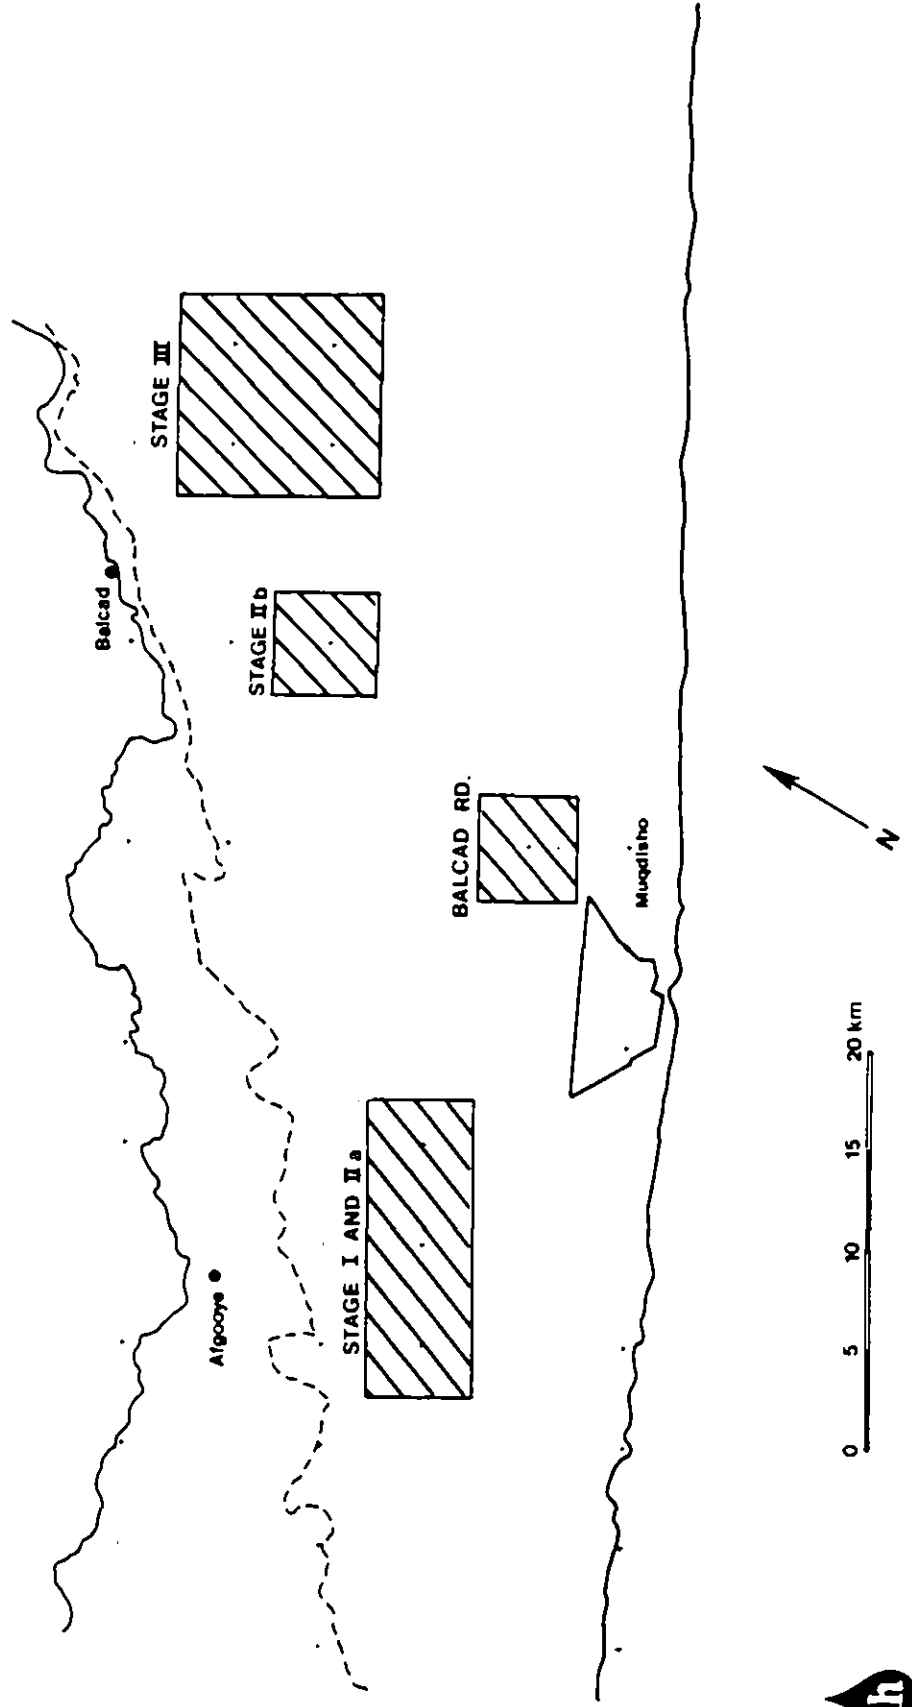 STAGE III
Balcad
STAGE II b
BALCAD RD.
Muqdisho
STAGE I AND II a
Afgooye
N
0 5 10 15 20 km
h